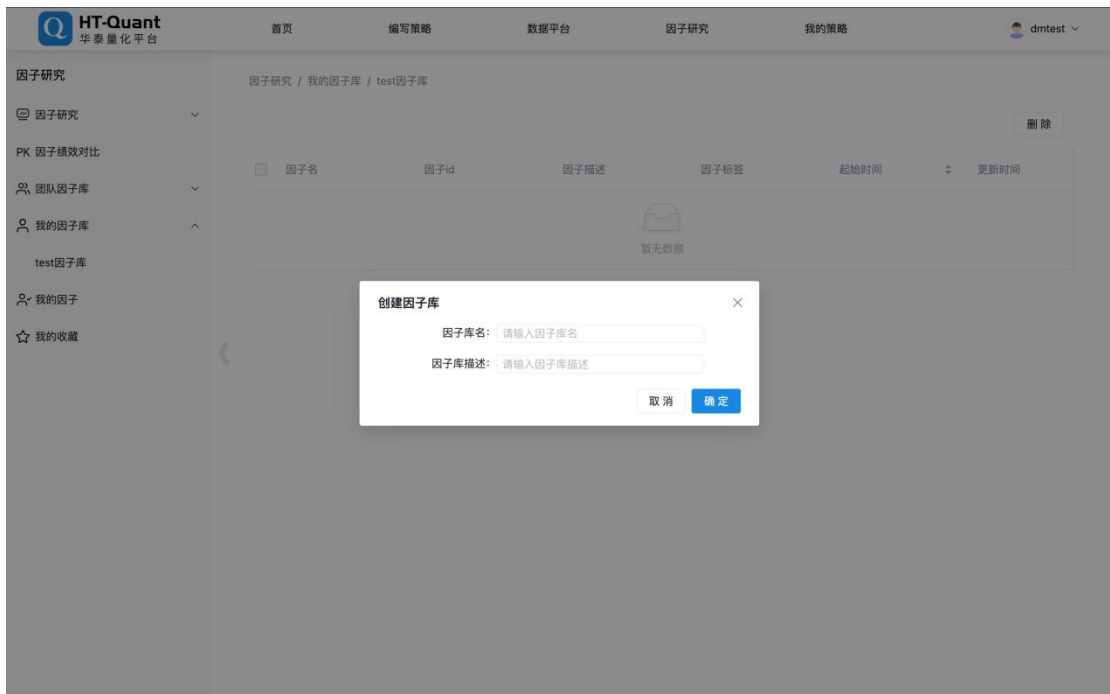 HT-Quant
华泰量化平台
首页 编写策略 数据平台 因子研究 我的策略 dmtest
因子研究
因子研究 / 我的因子库 / test因子库
因子研究
删 除
PK 因子绩效对比
因子名 因子id 因子描述 因子标签 起始时间 更新时间
团队因子库
我的因子库
暂无数据
test因子库
我的因子
我的收藏
创建因子库
因子库名: 请输入因子库名
因子库描述: 请输入因子库描述
取 消 确 定